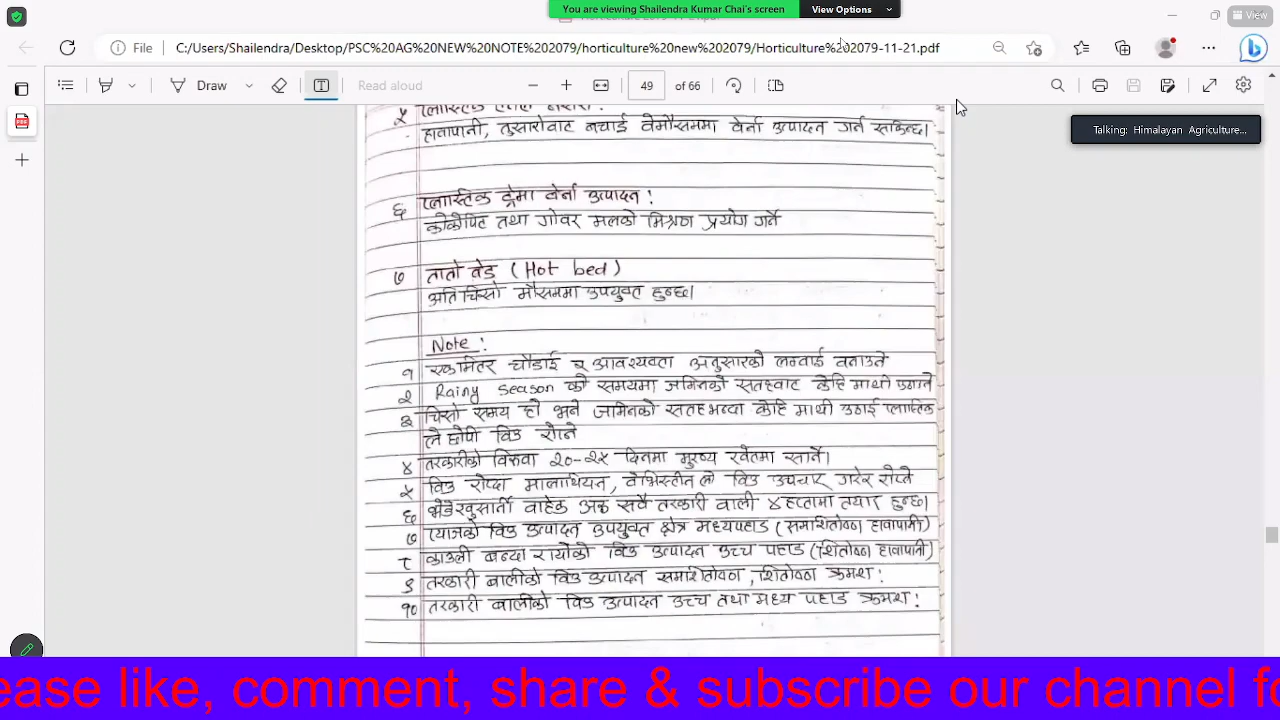 You are viewing Shailendra Kumar Chai's screen
View Options
View
File
C:/Users/Shailendra/Desktop/PSC%20AG%20NEW%20NOTE%202079/horticulture%20new%202079/Horticulture%202079-11-21.pdf
Draw
Read aloud
49 of 66
Talking: Himalayan Agriculture...
५ प्लास्टिक
हावापानी, तुसारोबाट बचाई बेमौसममा बेर्ना उत्पादन गर्न सकिन्छ।
६ प्लास्टिक ट्रेमा बेर्ना उत्पादन:
कोकोपिट तथा गोवर मलको मिश्रण प्रयोग गर्ने
७ तातो बेड (Hot bed)
अति चिसो मौसममा उपयुक्त हुन्छ।
Note:
१ एकमिटर चौडाई र आवश्यकता अनुसारको लम्बाई बनाउने
२ Rainy season को समयमा जमिनको सतहबाट केहि माथी उठाने
३ चिसो समय हो भने जमिनको सतहभन्दा केहि माथी उठाई प्लास्तिक
ले छोपी विउ रोप्ने
४ तरकारीको विरुवा २०-२५ दिनमा मुख्य खेतमा सार्ने।
५ विउ रोप्दा मालाथियन, वेभिस्टीन ले विउ उपचार गरेर रोप्ने
६ भेडेखुर्सानी बाहेक अरु सबै तरकारी बाली ४ हप्तामा तयार हुन्छ।
७ प्याजको विउ उत्पादन उपयुक्त क्षेत्र मध्यपहाड (समशितोष्ण हावापानी)
८ काउली बन्दा रायोको विउ उत्पादन उच्च पहाड (शितोष्ण हावापानी)
९ तरकारी बालीको विउ उत्पादन समशितोष्ण, शितोष्ण क्रमश:
१० तरकारी बालीको विउ उत्पादन उच्च तथा मध्य पहाड क्रमश:
ease like, comment, share & subscribe our channel fo